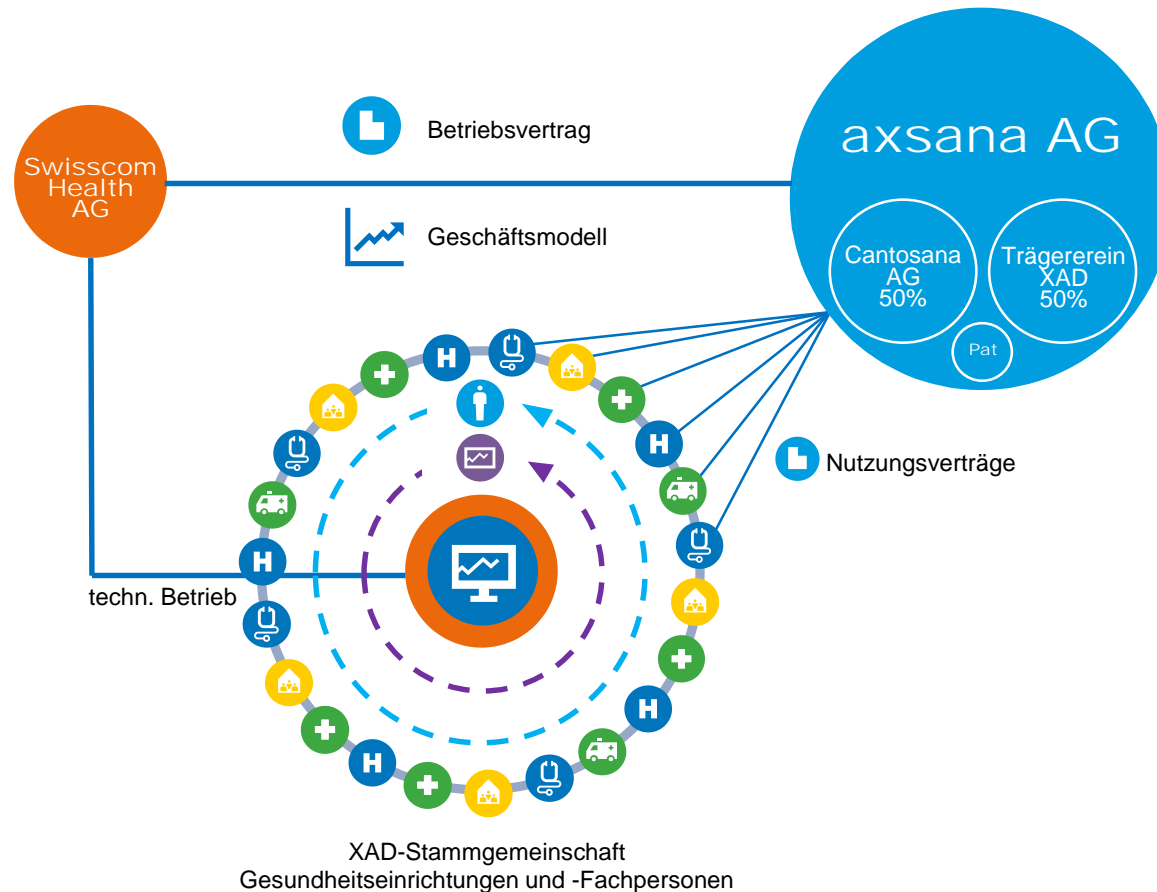 Swisscom
Health
AG
Betriebsvertrag
Geschäftsmodell
axsana AG
Cantosana
AG
50%
Trägererein
XAD
50%
Pat
H
H
H
H
H
Nutzungsverträge
techn. Betrieb
XAD-Stammgemeinschaft
Gesundheitseinrichtungen und -Fachpersonen